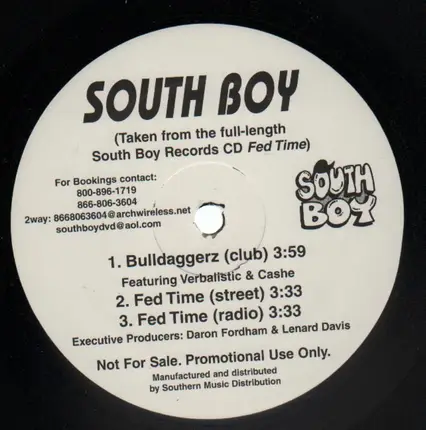 SOUTH BOY
(Taken from the full-length
South Boy Records CD Fed Time)
For Bookings contact:
800-896-1719
866-806-3604
2way: 8668063604@archwireless.net
southboydvd@aol.com
SOUTH
BOY
1. Bulldaggerz (club) 3:59
Featuring Verbalistic & Cashe
2. Fed Time (street) 3:33
3. Fed Time (radio) 3:33
Executive Producers: Daron Fordham & Lenard Davis
Not For Sale. Promotional Use Only.
Manufactured and distributed
by Southern Music Distribution